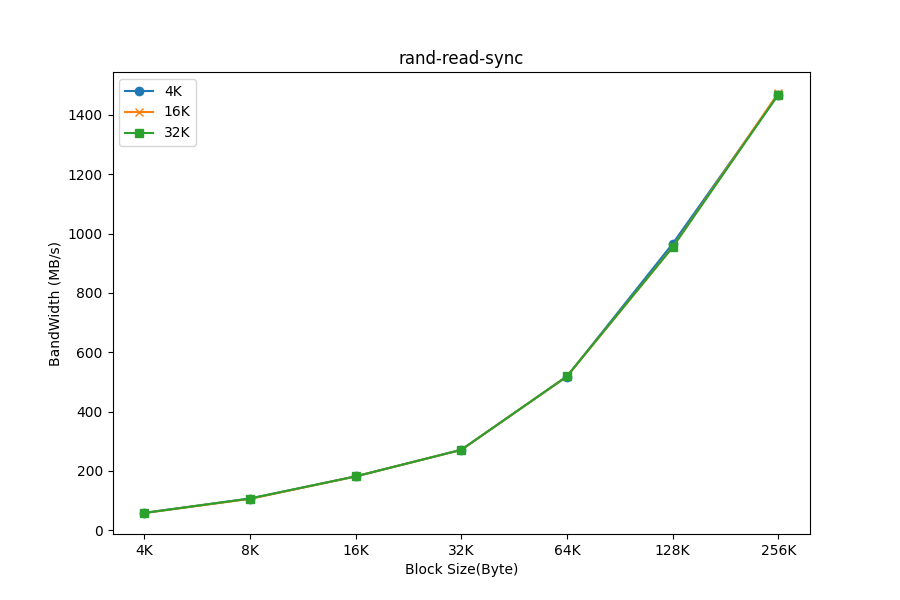 rand-read-sync
4K
16K
32K
BandWidth (MB/s)
1400
1200
1000
800
600
400
200
0
4K 8K 16K 32K 64K 128K 256K
Block Size(Byte)